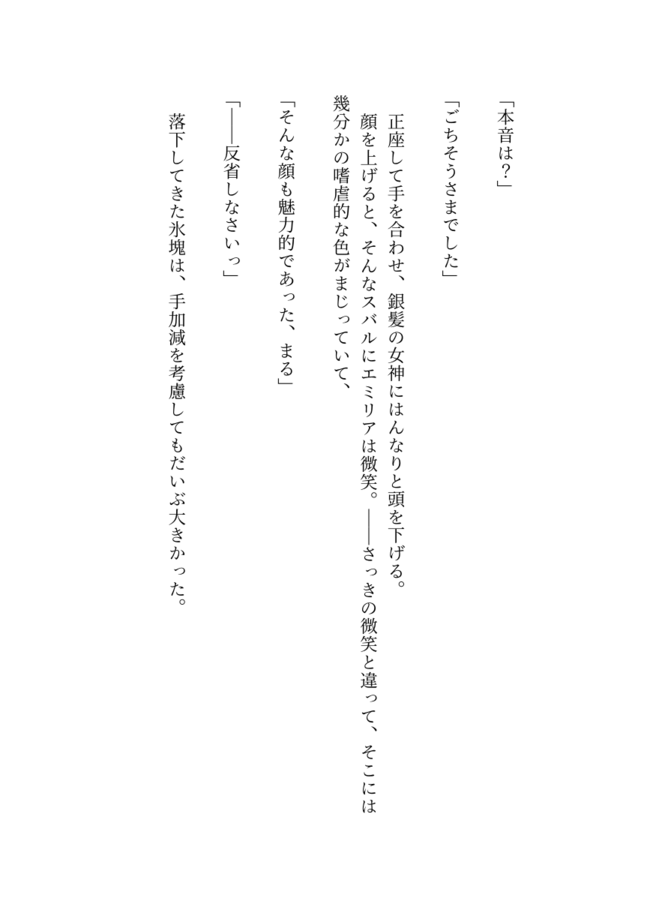 「本音は？」
「ごちそうさまでした」
　正座して手を合わせ、銀髪の女神にはんなりと頭を下げる。
　顔を上げると、そんなスバルにエミリアは微笑。――さっきの微笑と違って、そこには
幾分かの嗜虐的な色がまじっていて、
「そんな顔も魅力的であった、まる」
「――反省しなさいっ」
　落下してきた氷塊は、手加減を考慮してもだいぶ大きかった。